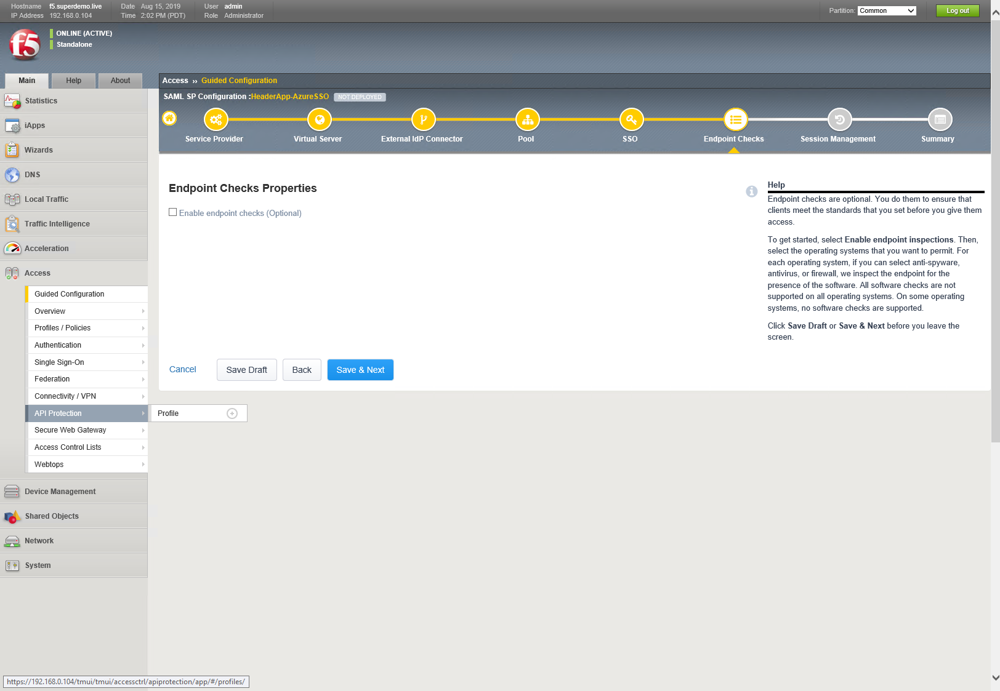 Hostname f5.superdemo.live Date Aug 15, 2019 User admin
IP Address 192.168.0.104 Time 2:02 PM (PDT) Role Administrator
Partition: Common Log out
f5
ONLINE (ACTIVE)
Standalone
Main Help About
Access ›› Guided Configuration
SAML SP Configuration :HeaderApp-AzureSSO NOT DEPLOYED
Service Provider Virtual Server External IdP Connector Pool SSO Endpoint Checks Session Management Summary
Statistics
iApps
Wizards
DNS
Local Traffic
Traffic Intelligence
Acceleration
Access
Guided Configuration
Overview
Profiles / Policies
Authentication
Single Sign-On
Federation
Connectivity / VPN
API Protection
Profile
Secure Web Gateway
Access Control Lists
Webtops
Device Management
Shared Objects
Network
System
Endpoint Checks Properties
Enable endpoint checks (Optional)
Cancel Save Draft Back Save & Next
Help
Endpoint checks are optional. You do them to ensure that
clients meet the standards that you set before you give them
access.
To get started, select Enable endpoint inspections. Then,
select the operating systems that you want to permit. For
each operating system, if you can select anti-spyware,
antivirus, or firewall, we inspect the endpoint for the
presence of the software. All software checks are not
supported on all operating systems. On some operating
systems, no software checks are supported.
Click Save Draft or Save & Next before you leave the
screen.
https://192.168.0.104/tmui/tmui/accessctrl/apiprotection/app/#/profiles/